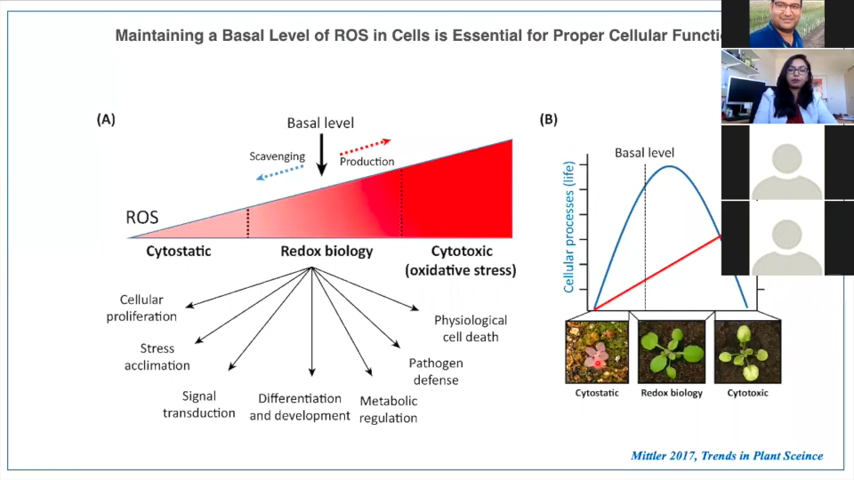 Maintaining a Basal Level of ROS in Cells is Essential for Proper Cellular
(A)
Basal level
Scavenging
Production
ROS
Cytostatic
Redox biology
Cytotoxic
(oxidative stress)
Cellular
proliferation
Stress
acclimation
Signal
transduction
Differentiation
and development
Metabolic
regulation
Pathogen
defense
Physiological
cell death
(B)
Basal level
Cellular processes (life)
Cytostatic
Redox biology
Cytotoxic
Mittler 2017, Trends in Plant Sceince